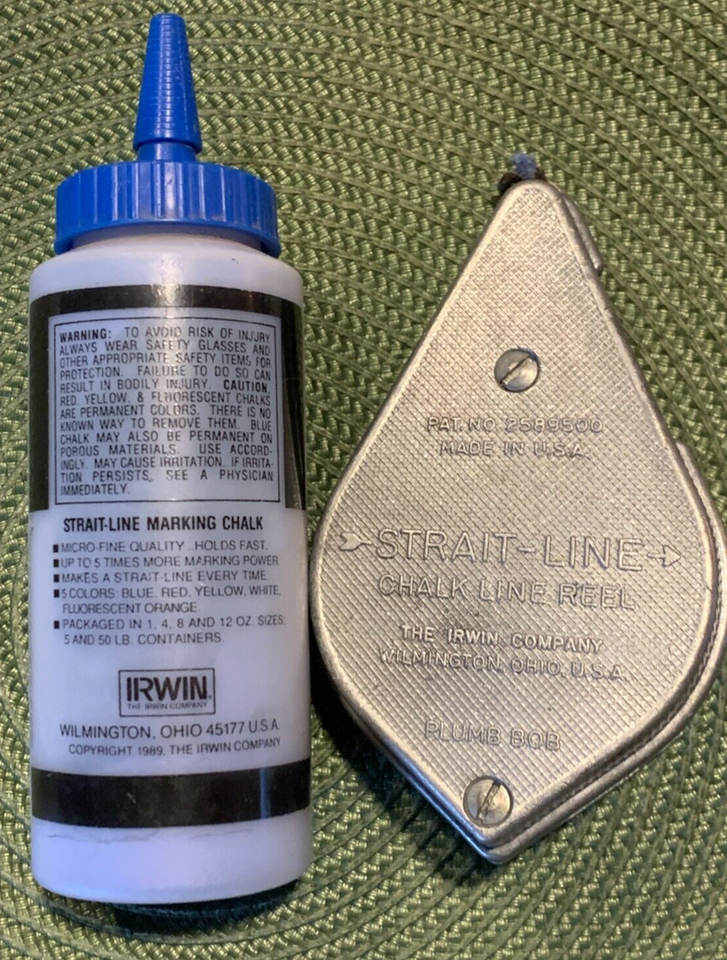 WARNING: TO AVOID RISK OF INJURY
ALWAYS WEAR SAFETY GLASSES AND
OTHER APPROPRIATE SAFETY ITEMS FOR
PROTECTION. FAILURE TO DO SO CAN
RESULT IN BODILY INJURY. CAUTION,
RED, YELLOW, & FLUORESCENT CHALKS
ARE PERMANENT COLORS. THERE IS NO
KNOWN WAY TO REMOVE THEM. BLUE
CHALK MAY ALSO BE PERMANENT ON
POROUS MATERIALS. USE ACCORD-
INGLY. MAY CAUSE IRRITATION. IF IRRITA-
TION PERSISTS, SEE A PHYSICIAN
IMMEDIATELY.
STRAIT-LINE MARKING CHALK
■ MICRO-FINE QUALITY...HOLDS FAST.
■ UP TO 5 TIMES MORE MARKING POWER.
■ MAKES A STRAIT-LINE EVERY TIME.
■ 5 COLORS: BLUE, RED, YELLOW, WHITE,
FLUORESCENT ORANGE.
■ PACKAGED IN 1, 4, 8 AND 12 OZ. SIZES;
5 AND 50 LB. CONTAINERS.
IRWIN
THE IRWIN COMPANY
WILMINGTON, OHIO 45177 U.S.A.
COPYRIGHT 1989, THE IRWIN COMPANY
PAT. NO. 2589500
MADE IN U.S.A.
STRAIT-LINE
CHALK LINE REEL
THE IRWIN COMPANY
WILMINGTON, OHIO, U.S.A.
PLUMB BOB